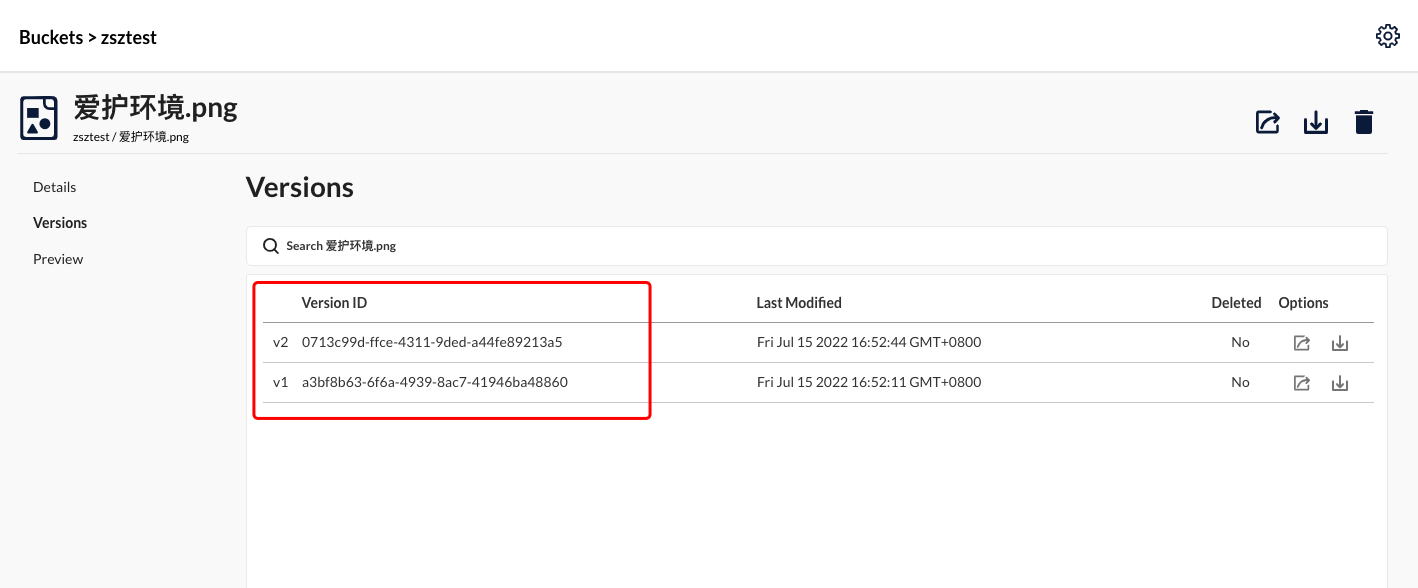 Buckets > zsztest
爱护环境.png
zsztest / 爱护环境.png
Details
Versions
Preview
Versions
Search 爱护环境.png
Version ID Last Modified Deleted Options
v2 0713c99d-ffce-4311-9ded-a44fe89213a5 Fri Jul 15 2022 16:52:44 GMT+0800 No
v1 a3bf8b63-6f6a-4939-8ac7-41946ba48860 Fri Jul 15 2022 16:52:11 GMT+0800 No